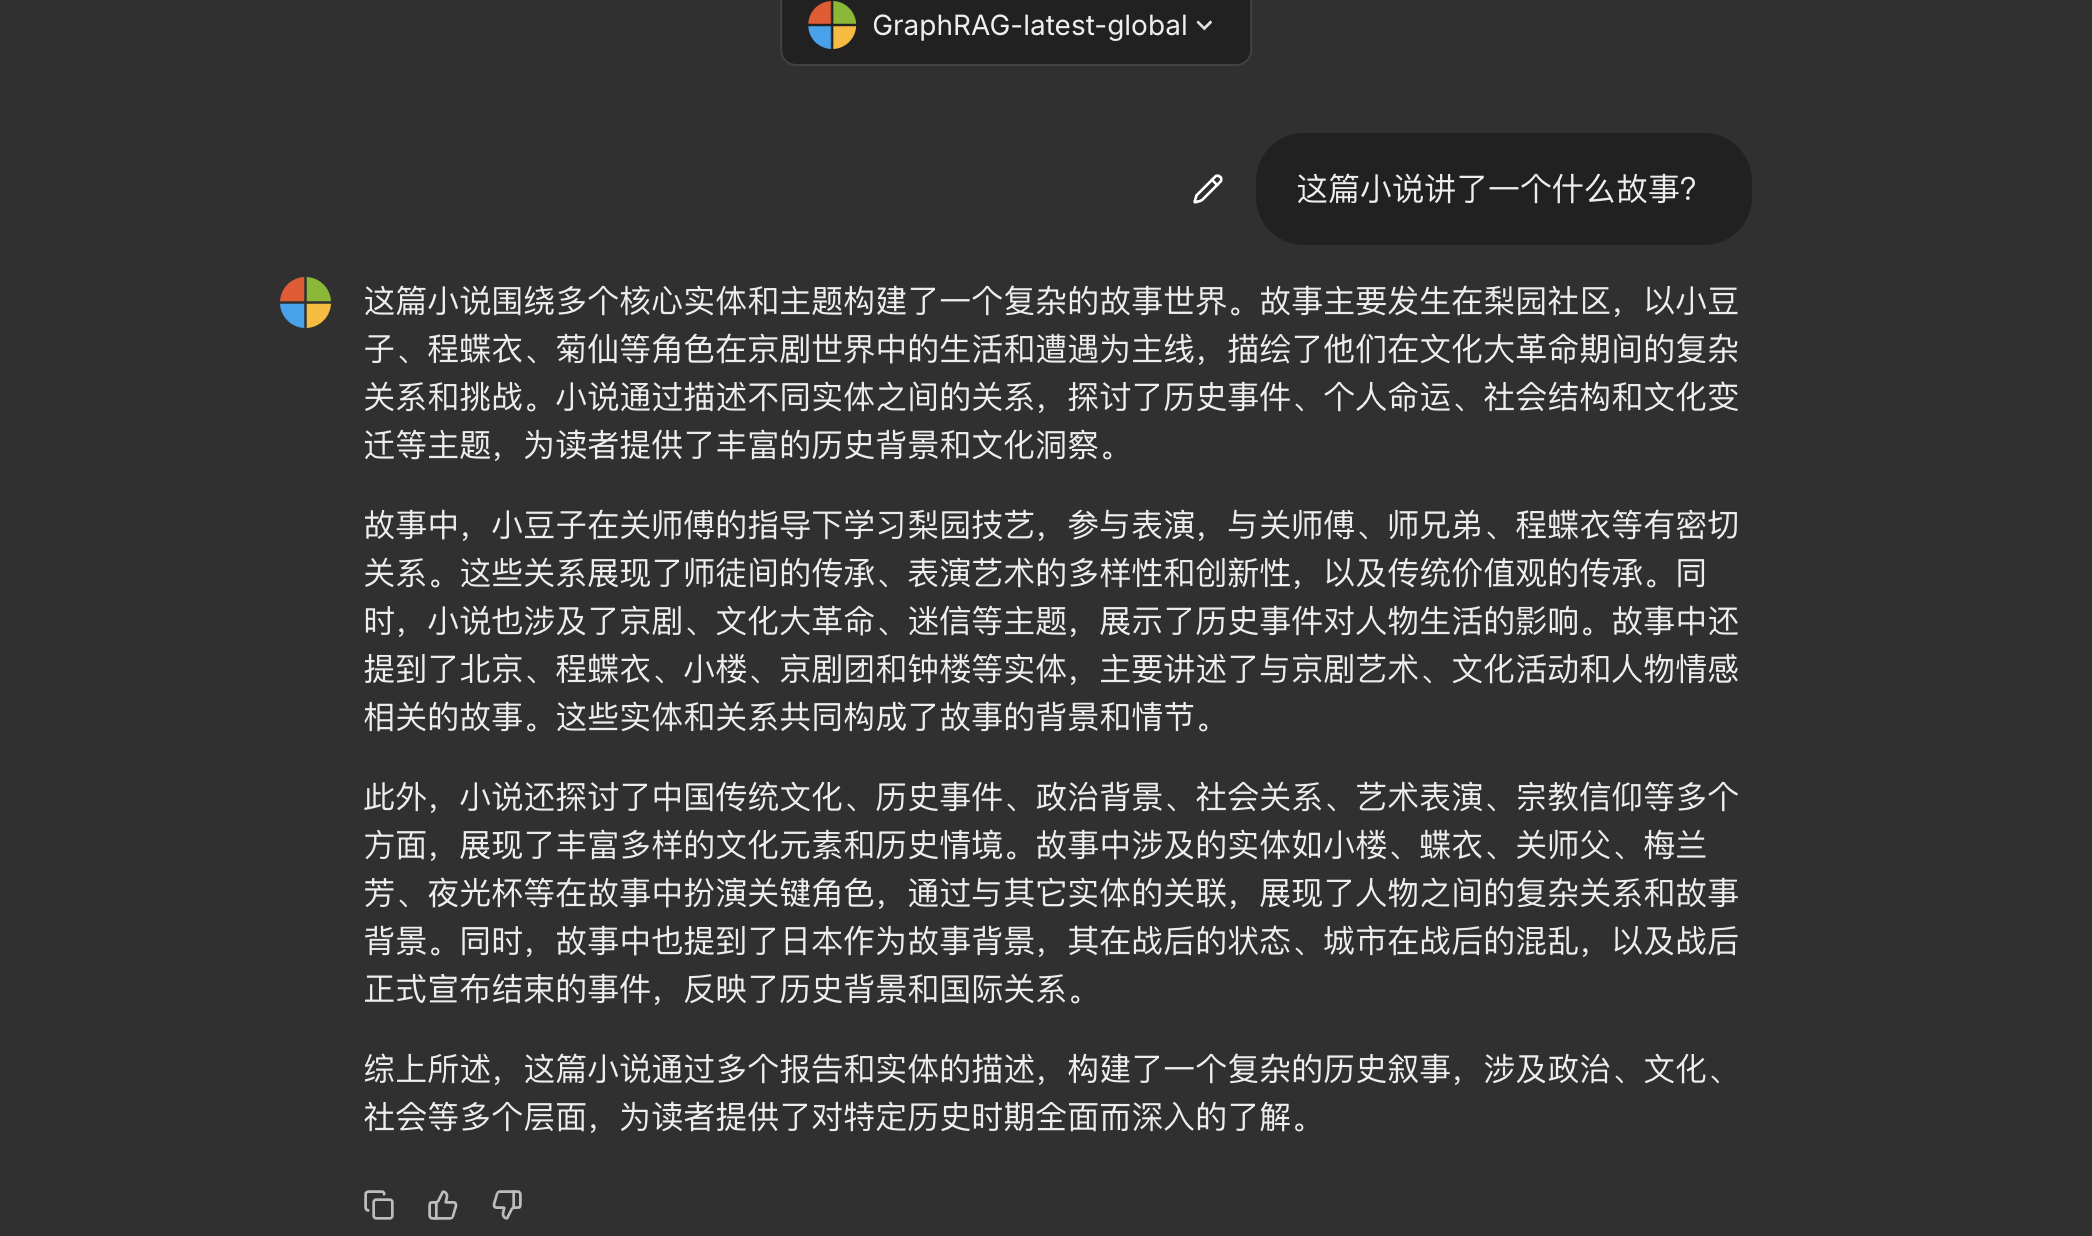 GraphRAG-latest-global
这篇小说讲了一个什么故事?
这篇小说围绕多个核心实体和主题构建了一个复杂的故事世界。故事主要发生在梨园社区，以小豆
子、程蝶衣、菊仙等角色在京剧世界中的生活和遭遇为主线，描绘了他们在文化大革命期间的复杂
关系和挑战。小说通过描述不同实体之间的关系，探讨了历史事件、个人命运、社会结构和文化变
迁等主题，为读者提供了丰富的历史背景和文化洞察。
故事中，小豆子在关师傅的指导下学习梨园技艺，参与表演，与关师傅、师兄弟、程蝶衣等有密切
关系。这些关系展现了师徒间的传承、表演艺术的多样性和创新性，以及传统价值观的传承。同
时，小说也涉及了京剧、文化大革命、迷信等主题，展示了历史事件对人物生活的影响。故事中还
提到了北京、程蝶衣、小楼、京剧团和钟楼等实体，主要讲述了与京剧艺术、文化活动和人物情感
相关的故事。这些实体和关系共同构成了故事的背景和情节。
此外，小说还探讨了中国传统文化、历史事件、政治背景、社会关系、艺术表演、宗教信仰等多个
方面，展现了丰富多样的文化元素和历史情境。故事中涉及的实体如小楼、蝶衣、关师父、梅兰
芳、夜光杯等在故事中扮演关键角色，通过与其它实体的关联，展现了人物之间的复杂关系和故事
背景。同时，故事中也提到了日本作为故事背景，其在战后的状态、城市在战后的混乱，以及战后
正式宣布结束的事件，反映了历史背景和国际关系。
综上所述，这篇小说通过多个报告和实体的描述，构建了一个复杂的历史叙事，涉及政治、文化、
社会等多个层面，为读者提供了对特定历史时期全面而深入的了解。